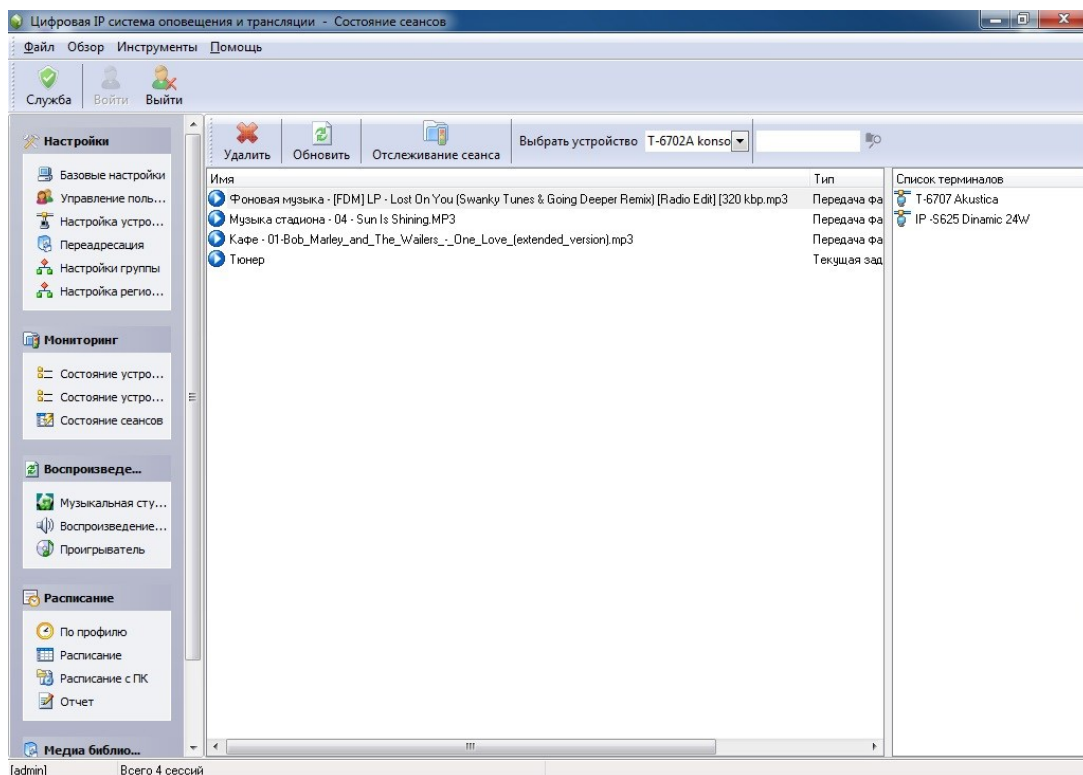 Цифровая IP система оповещения и трансляции - Состояние сеансов
Файл Обзор Инструменты Помощь
Служба Войти Выйти
Настройки
Базовые настройки
Управление поль...
Настройка устро...
Переадресация
Настройки группы
Настройка регио...
Мониторинг
Состояние устро...
Состояние устро...
Состояние сеансов
Воспроизведе...
Музыкальная сту...
Воспроизведение...
Проигрыватель
Расписание
По профилю
Расписание
Расписание с ПК
Отчет
Медиа библио...
Удалить Обновить Отслеживание сеанса Выбрать устройство T-6702A konso
Имя Тип
Фоновая музыка - [FDM] LP - Lost On You (Swanky Tunes & Going Deeper Remix) [Radio Edit] [320 kbp.mp3 Передача фа
Музыка стадиона - 04 - Sun Is Shining.MP3 Передача фа
Кафе - 01-Bob_Marley_and_The_Wailers_-_One_Love_(extended_version).mp3 Передача фа
Тюнер Текущая зад
Список терминалов
T-6707 Akustica
IP -S625 Dinamic 24W
[admin] Всего 4 сессий